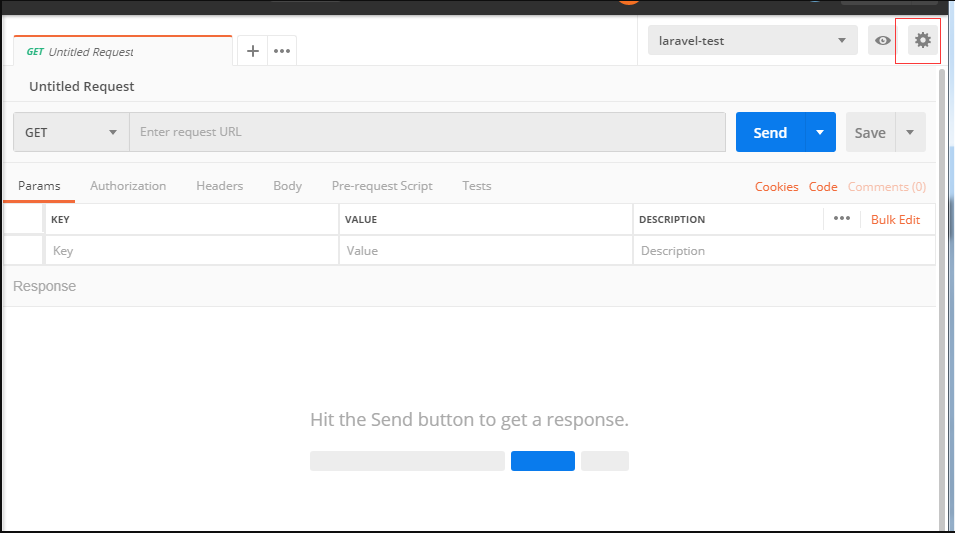 GET Untitled Request
laravel-test
Untitled Request
GET Enter request URL Send Save
Params Authorization Headers Body Pre-request Script Tests Cookies Code Comments (0)
KEY VALUE DESCRIPTION Bulk Edit
Key Value Description
Response
Hit the Send button to get a response.